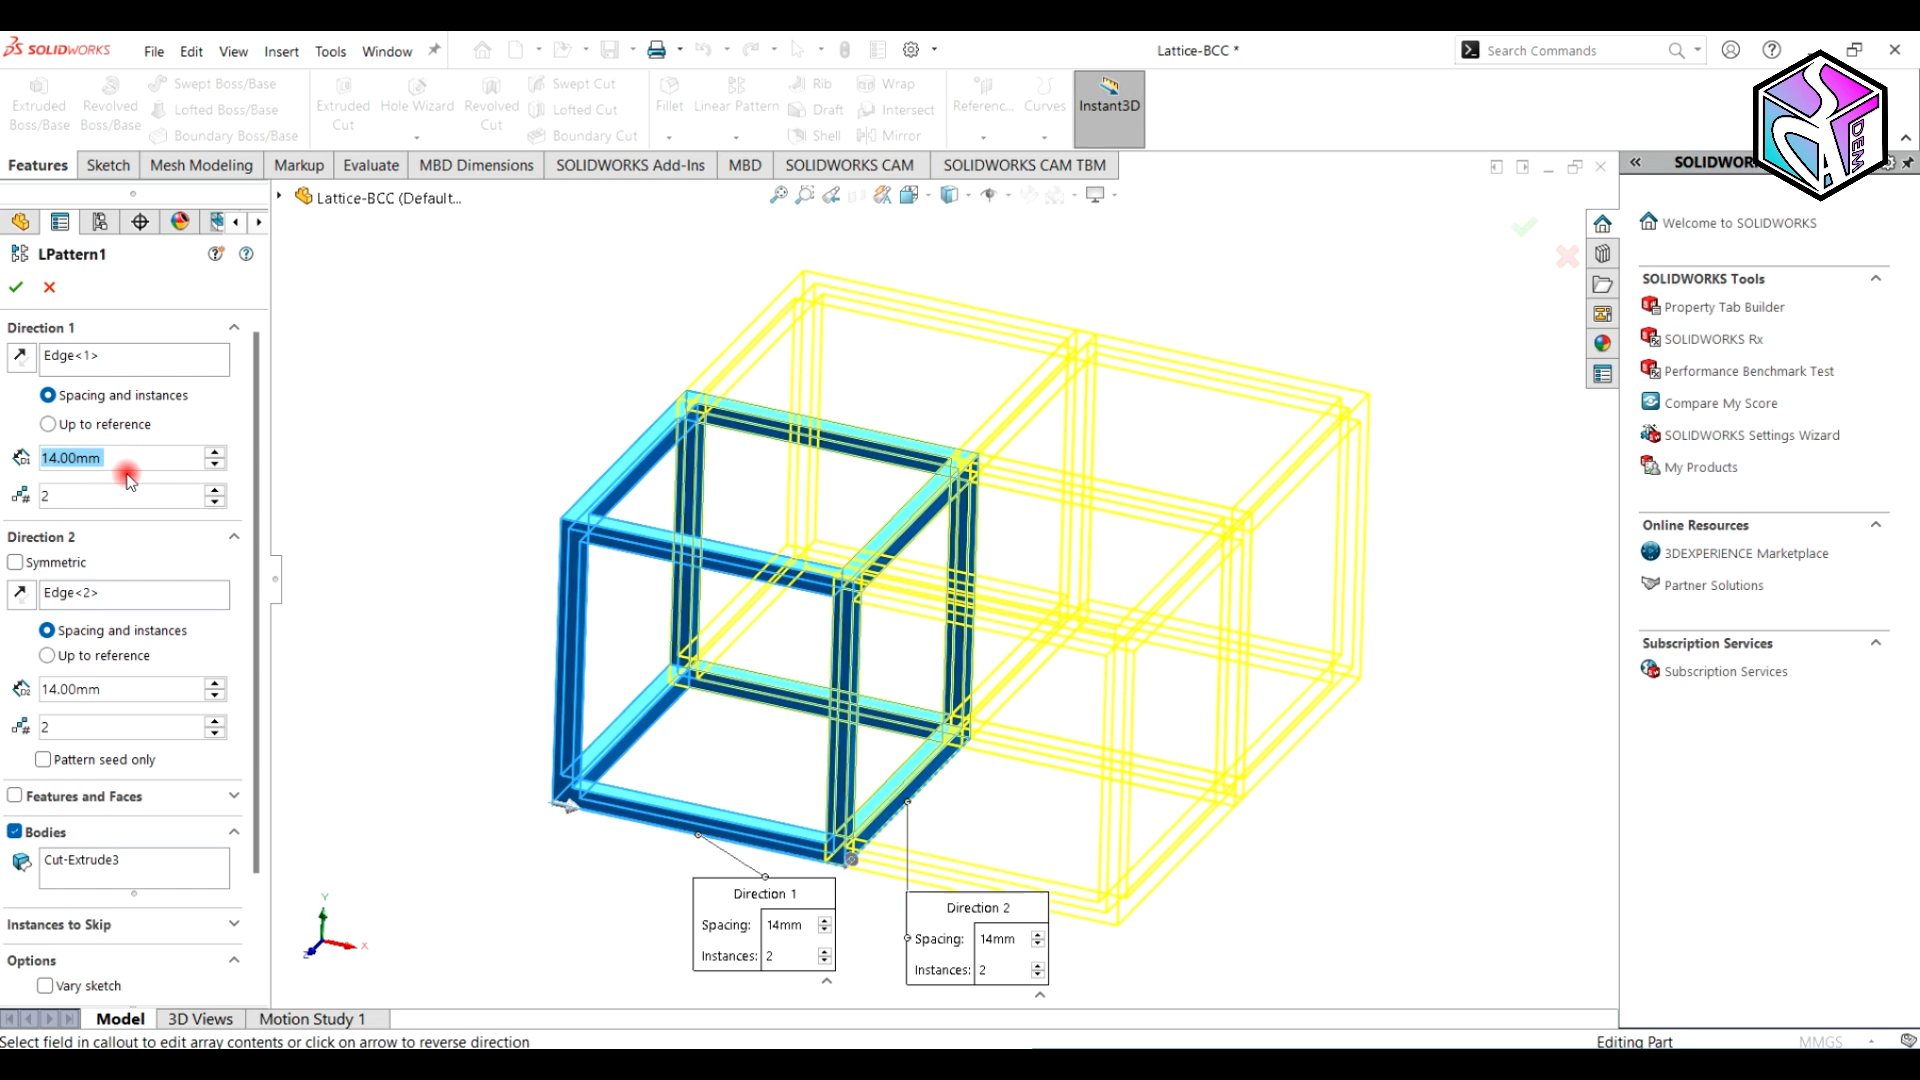 SOLIDWORKS File Edit View Insert Tools Window Lattice-BCC * Search Commands
Extruded Boss/Base
Revolved Boss/Base
Swept Boss/Base
Lofted Boss/Base
Boundary Boss/Base
Extruded Cut
Hole Wizard
Revolved Cut
Swept Cut
Lofted Cut
Boundary Cut
Fillet
Linear Pattern
Rib
Draft
Shell
Wrap
Intersect
Mirror
Referenc...
Curves
Instant3D
Features Sketch Mesh Modeling Markup Evaluate MBD Dimensions SOLIDWORKS Add-Ins MBD SOLIDWORKS CAM SOLIDWORKS CAM TBM
Lattice-BCC (Default...
LPattern1
Direction 1
Edge<1>
Spacing and instances
Up to reference
D1
14.00mm
2
Direction 2
Symmetric
Edge<2>
Spacing and instances
Up to reference
D2
14.00mm
2
Pattern seed only
Features and Faces
Bodies
Cut-Extrude3
Instances to Skip
Options
Vary sketch
Y
X
Z
Direction 1
Spacing: 14mm
Instances: 2
Direction 2
Spacing: 14mm
Instances: 2
SOLIDWOR
DEM
Welcome to SOLIDWORKS
SOLIDWORKS Tools
Property Tab Builder
SOLIDWORKS Rx
Performance Benchmark Test
Compare My Score
SOLIDWORKS Settings Wizard
My Products
Online Resources
3DEXPERIENCE Marketplace
Partner Solutions
Subscription Services
Subscription Services
Model 3D Views Motion Study 1
Select field in callout to edit array contents or click on arrow to reverse direction Editing Part MMGS